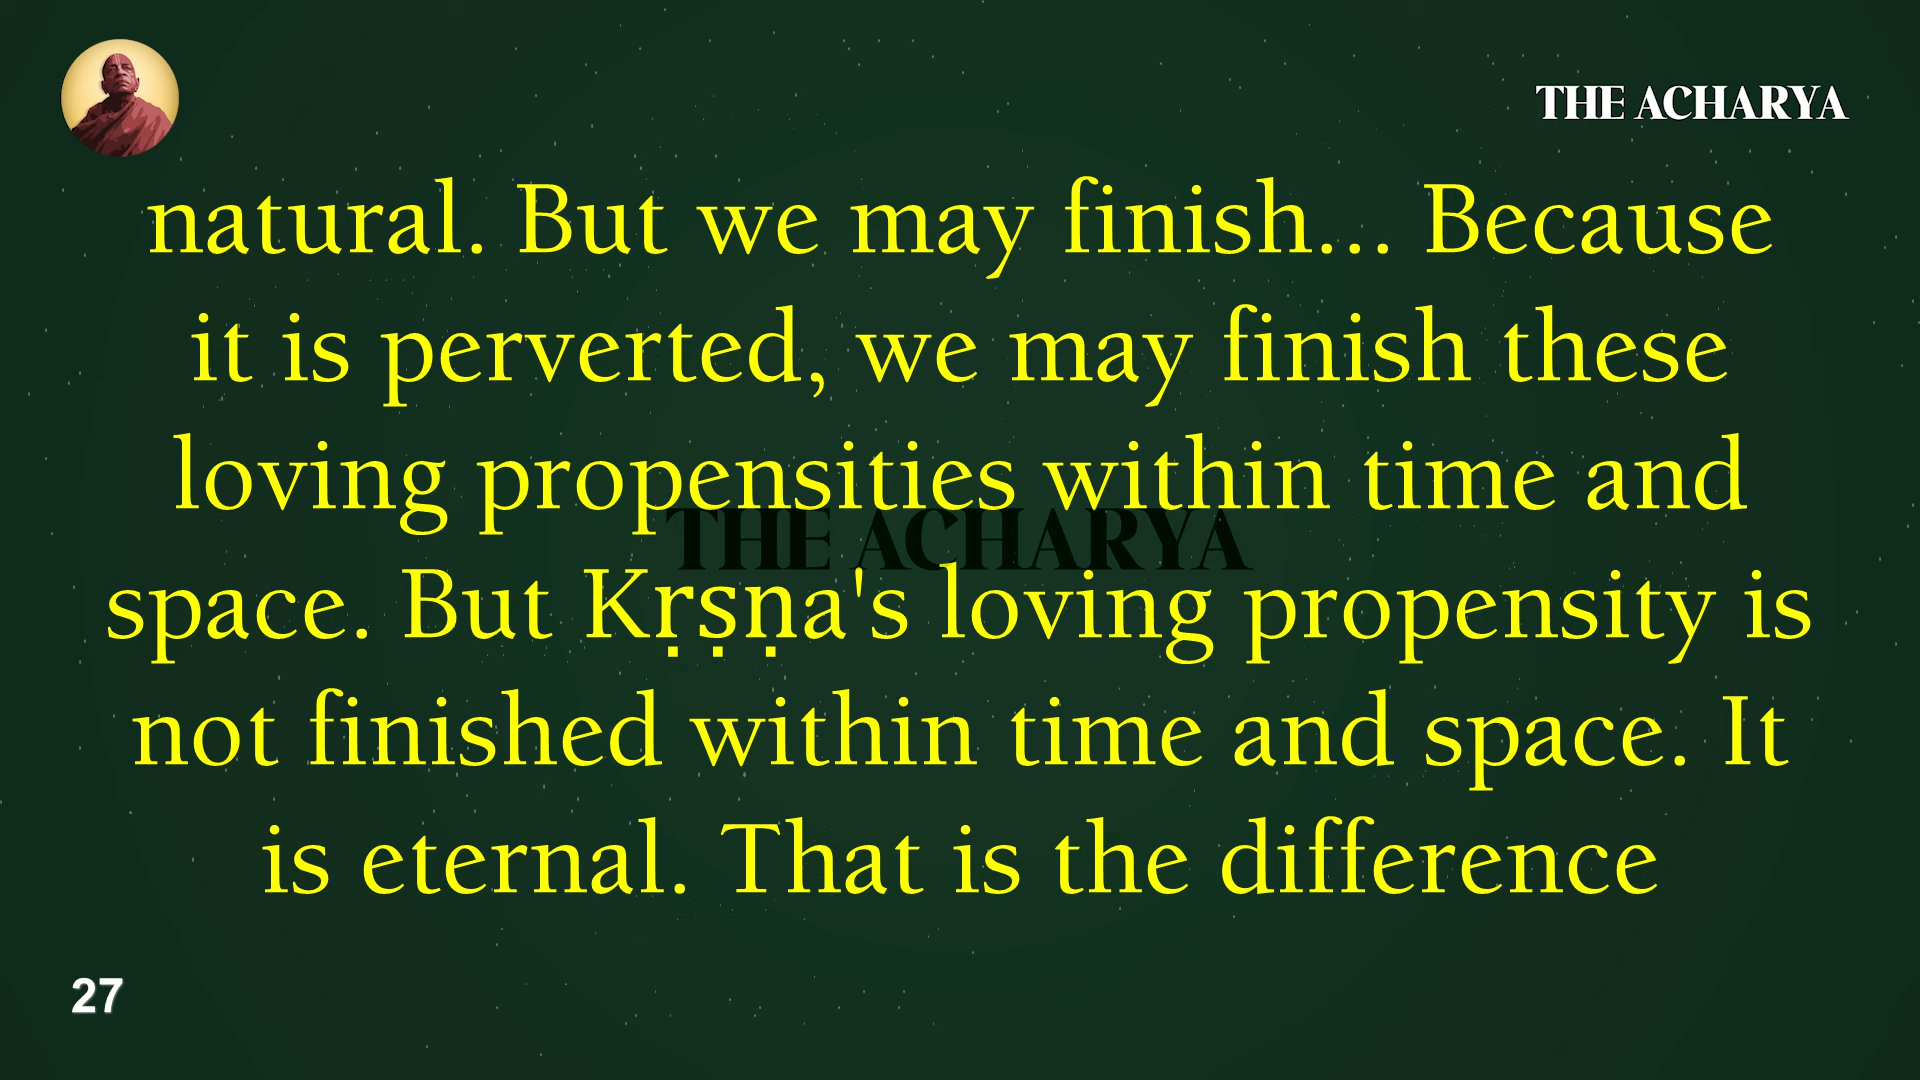 THE ACHARYA
natural. But we may finish... Because
it is perverted, we may finish these
loving propensities within time and
THE ACHARYA
space. But Kṛṣṇa's loving propensity is
not finished within time and space. It
is eternal. That is the difference
27